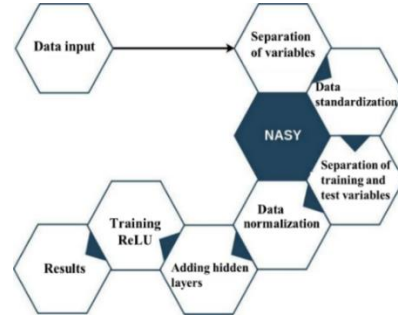 Data input
Separation
of variables
Data
standardization
NASY
Separation of
training and
test variables
Data
normalization
Adding hidden
layers
Training
ReLU
Results